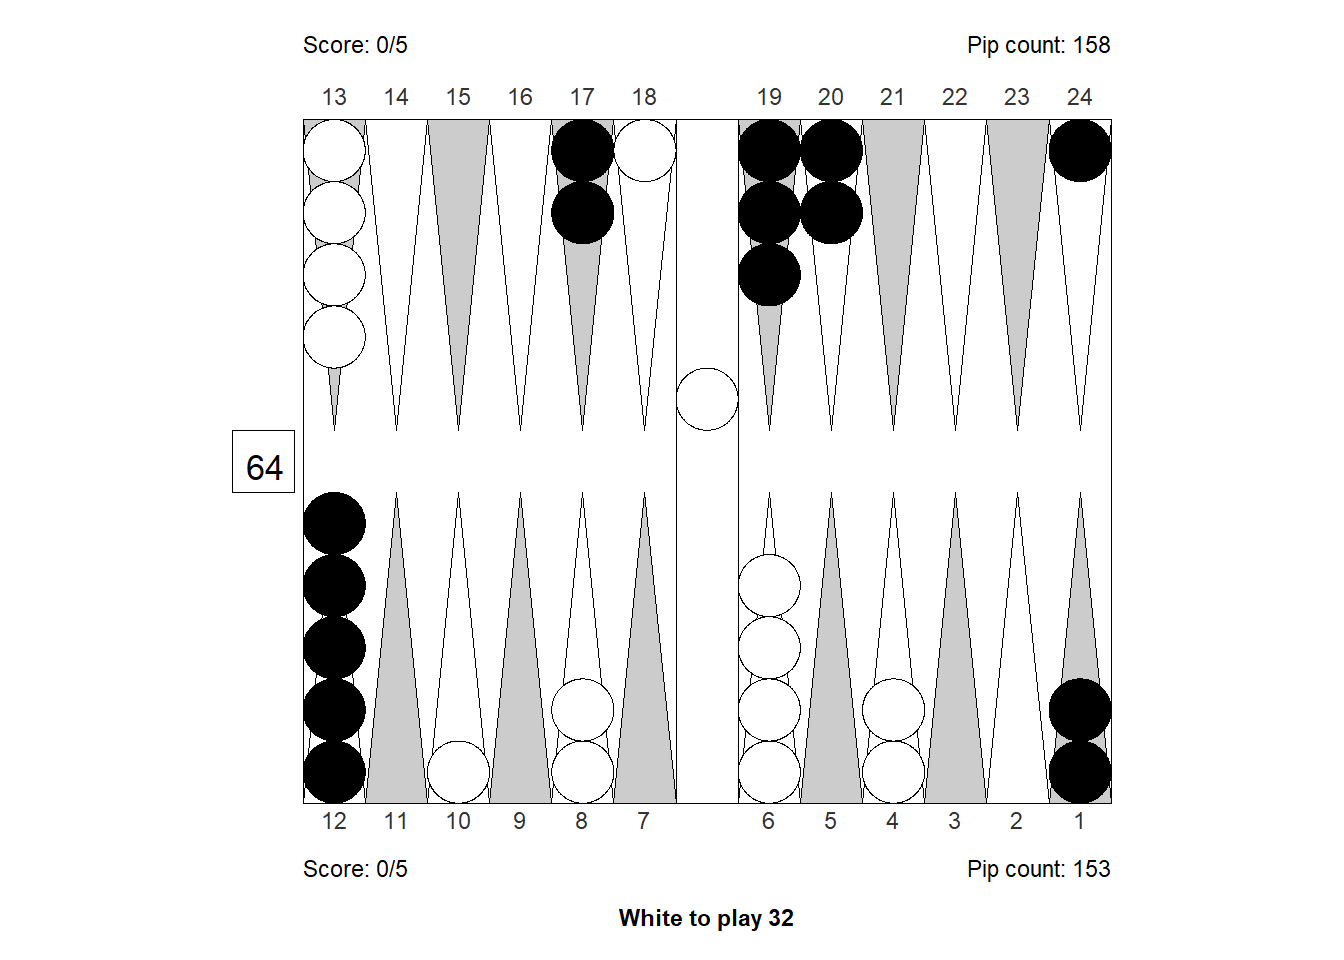 Score: 0/5 Pip count: 158
13 14 15 16 17 18 19 20 21 22 23 24
64
12 11 10 9 8 7 6 5 4 3 2 1
Score: 0/5 Pip count: 153
White to play 32